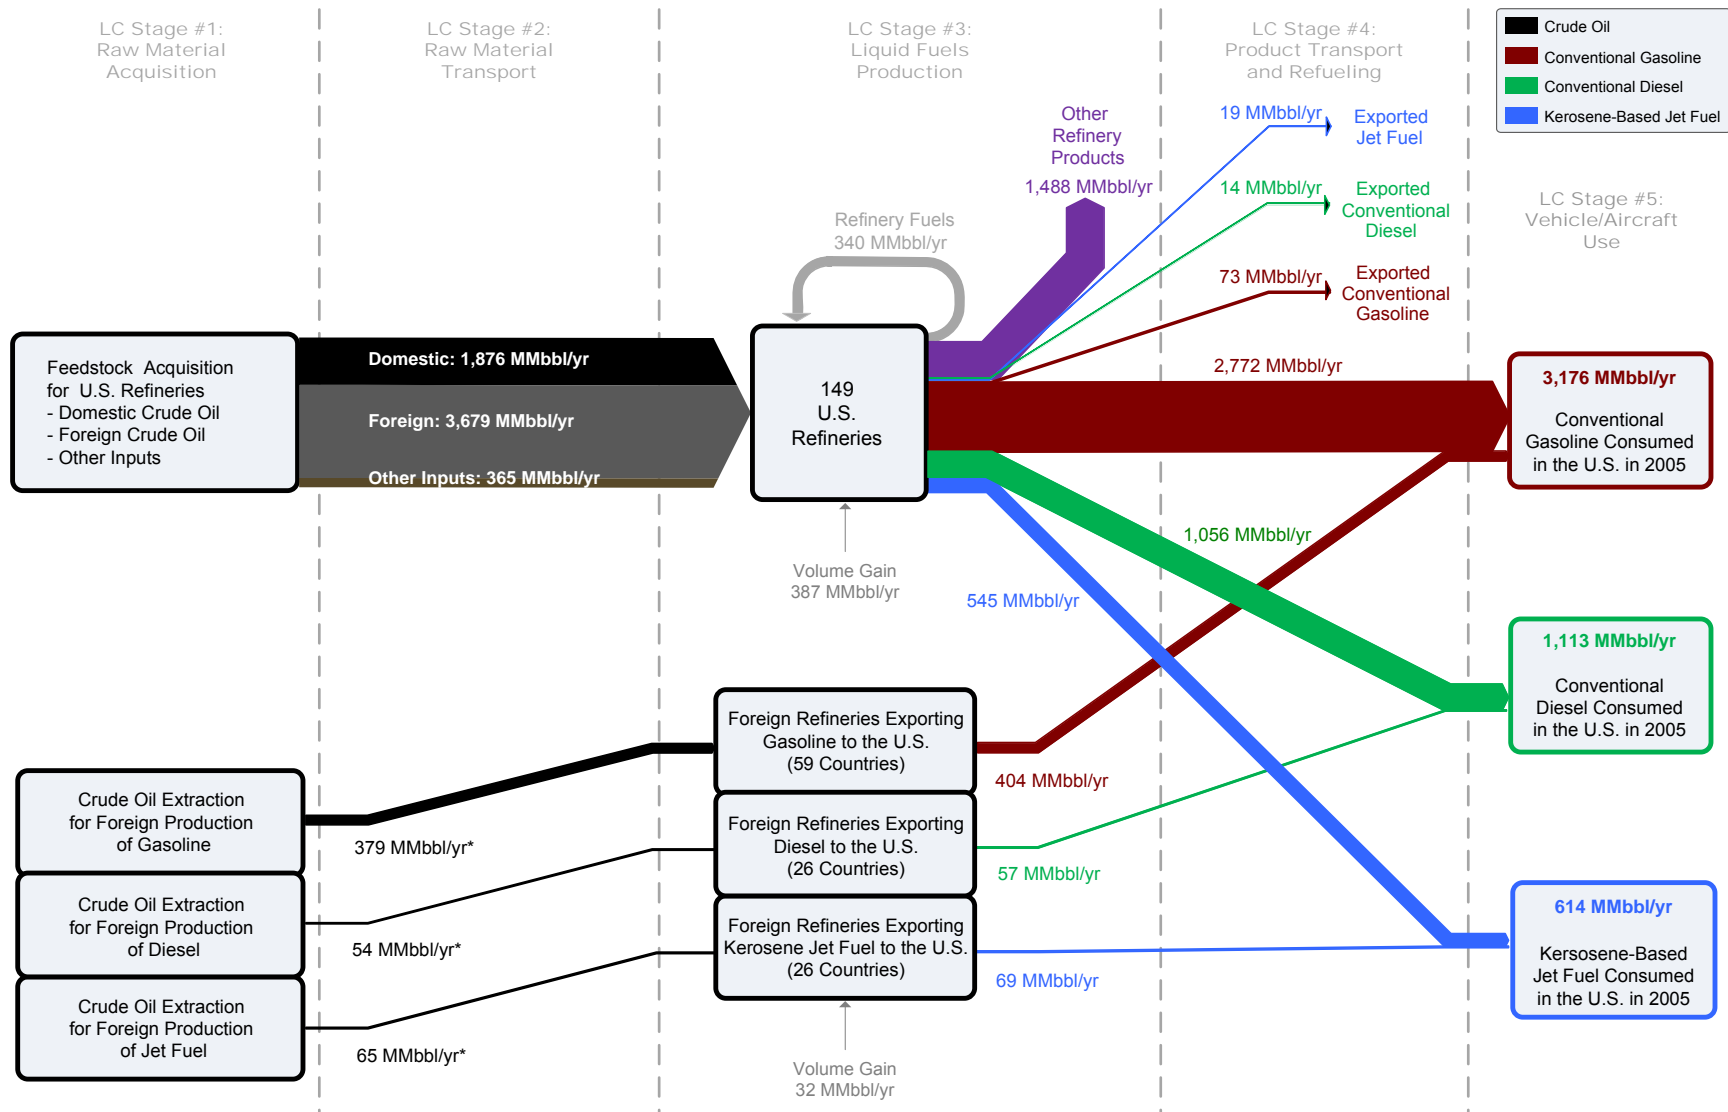 LC Stage #1:
Raw Material
Acquisition
LC Stage #2:
Raw Material
Transport
LC Stage #3:
Liquid Fuels
Production
LC Stage #4:
Product Transport
and Refueling
Crude Oil
Conventional Gasoline
Conventional Diesel
Kerosene-Based Jet Fuel
LC Stage #5:
Vehicle/Aircraft
Use
Other
Refinery
Products
1,488 MMbbl/yr
19 MMbbl/yr
Exported
Jet Fuel
14 MMbbl/yr
Exported
Conventional
Diesel
73 MMbbl/yr
Exported
Conventional
Gasoline
Refinery Fuels
340 MMbbl/yr
Feedstock Acquisition
for U.S. Refineries
- Domestic Crude Oil
- Foreign Crude Oil
- Other Inputs
Domestic: 1,876 MMbbl/yr
Foreign: 3,679 MMbbl/yr
Other Inputs: 365 MMbbl/yr
149
U.S.
Refineries
Volume Gain
387 MMbbl/yr
2,772 MMbbl/yr
3,176 MMbbl/yr
Conventional
Gasoline Consumed
in the U.S. in 2005
1,056 MMbbl/yr
545 MMbbl/yr
1,113 MMbbl/yr
Conventional
Diesel Consumed
in the U.S. in 2005
Crude Oil Extraction
for Foreign Production
of Gasoline
379 MMbbl/yr*
Foreign Refineries Exporting
Gasoline to the U.S.
(59 Countries)
404 MMbbl/yr
Crude Oil Extraction
for Foreign Production
of Diesel
54 MMbbl/yr*
Foreign Refineries Exporting
Diesel to the U.S.
(26 Countries)
57 MMbbl/yr
Crude Oil Extraction
for Foreign Production
of Jet Fuel
65 MMbbl/yr*
Foreign Refineries Exporting
Kerosene Jet Fuel to the U.S.
(26 Countries)
69 MMbbl/yr
614 MMbbl/yr
Kersosene-Based
Jet Fuel Consumed
in the U.S. in 2005
Volume Gain
32 MMbbl/yr